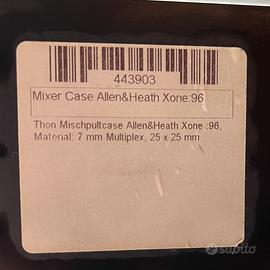 443903
Mixer Case Allen&Heath Xone:96
Thon Mischpultcase Allen&Heath Xone :96,
Material: 7 mm Multiplex, 25 x 25 mm
subito